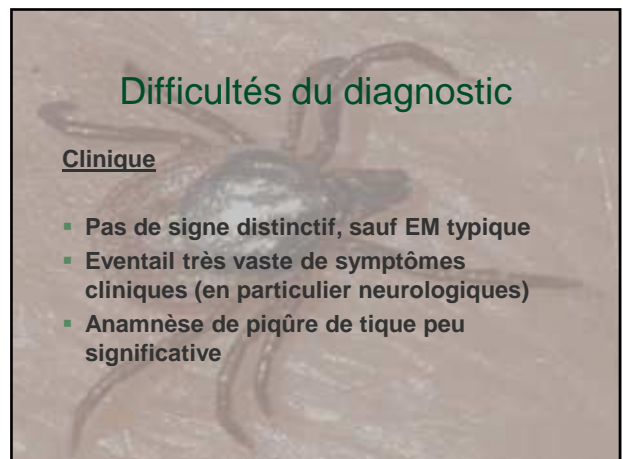 Difficultés du diagnostic
Clinique
▪ Pas de signe distinctif, sauf EM typique
▪ Eventail très vaste de symptômes
cliniques (en particulier neurologiques)
▪ Anamnèse de piqûre de tique peu
significative